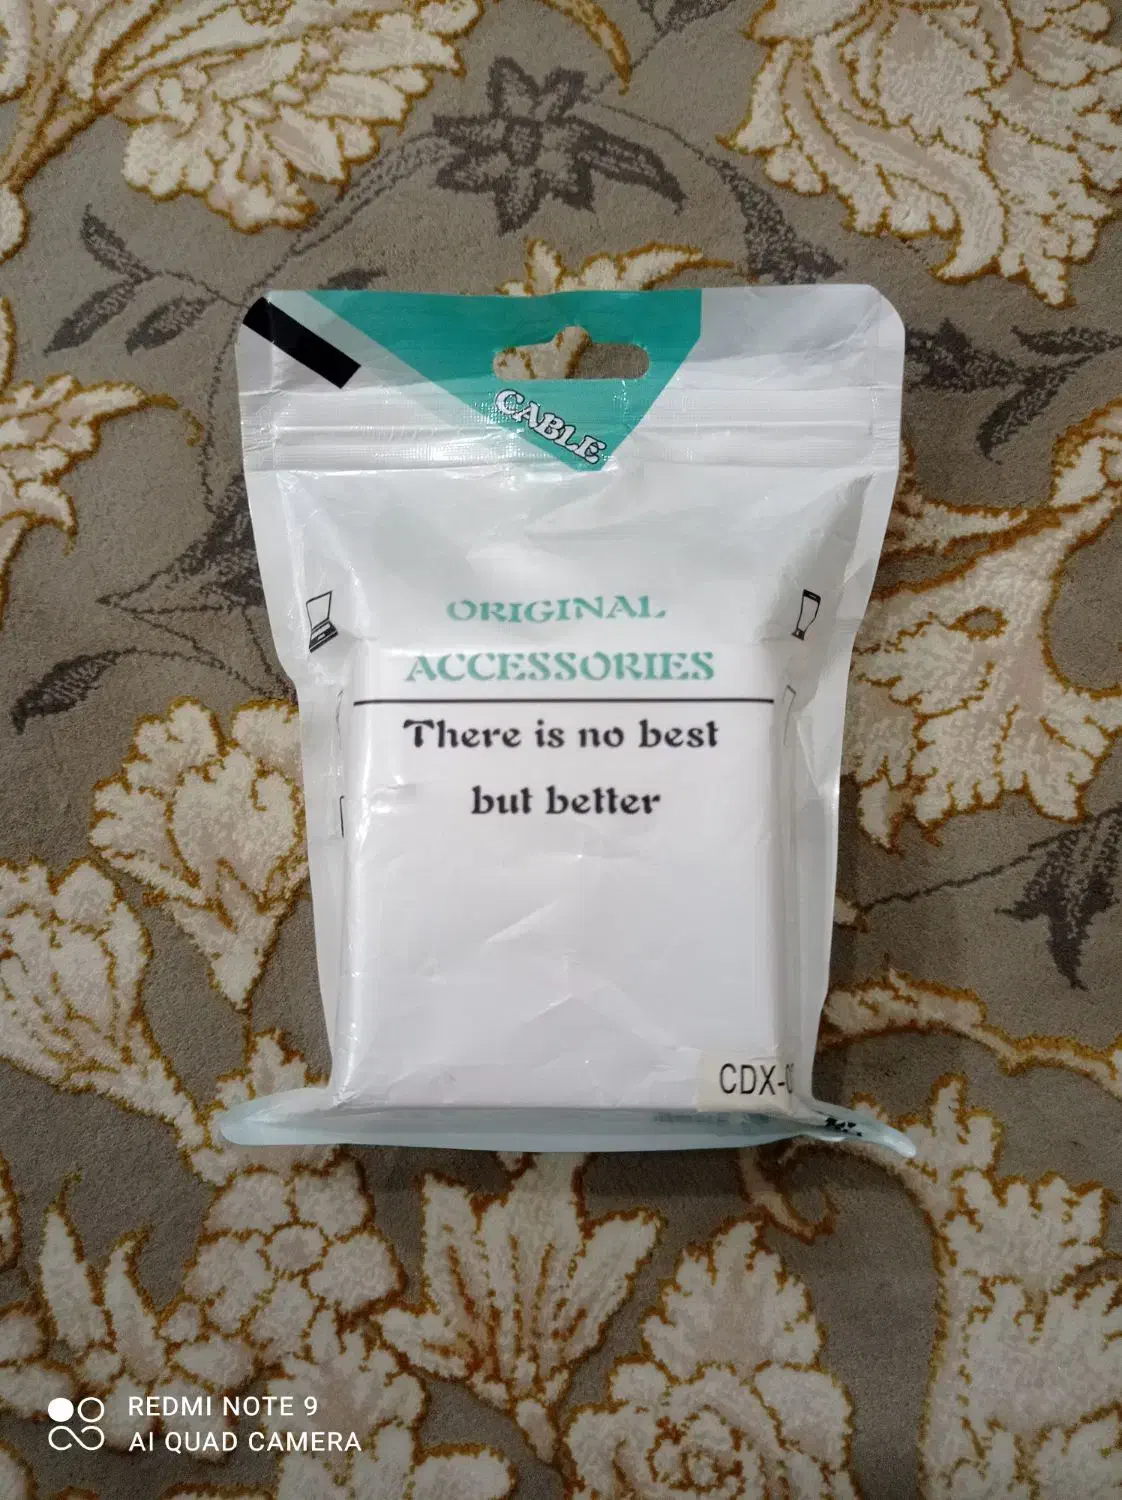 CABLE
ORIGINAL
ACCESSORIES
There is no best
but better
REDMI NOTE 9
AI QUAD CAMERA